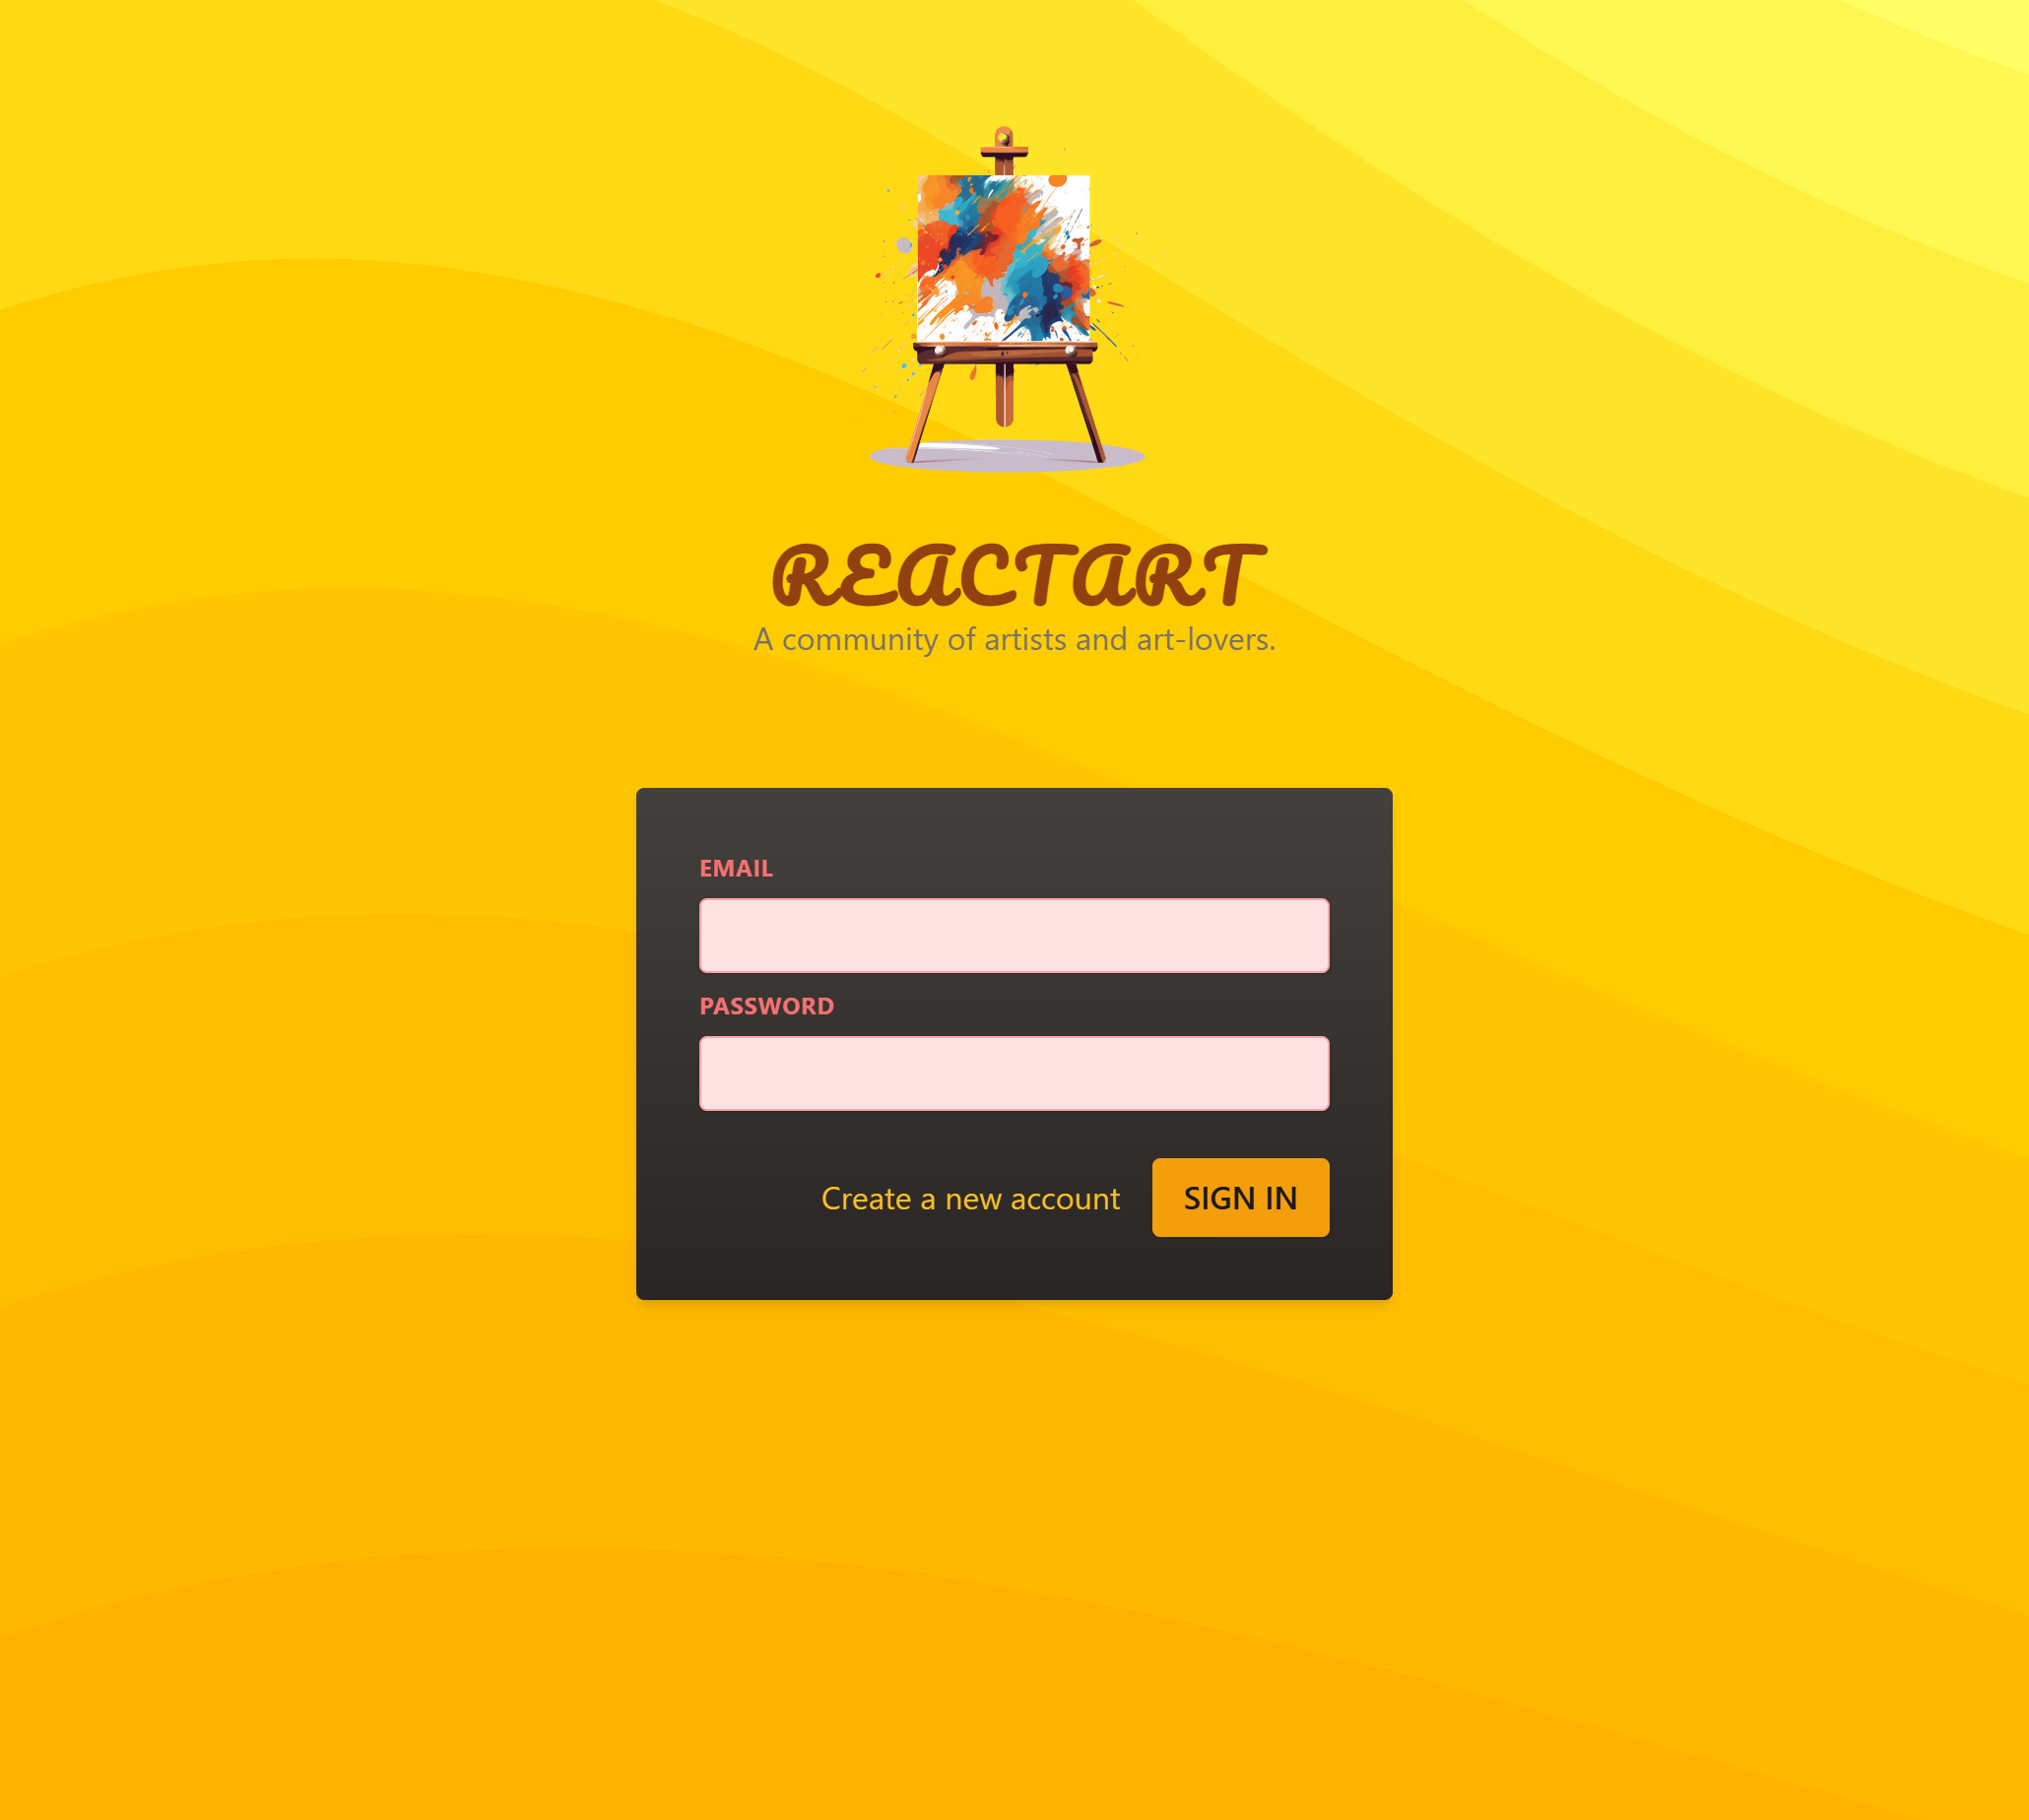 REACTART
A community of artists and art-lovers.
EMAIL
PASSWORD
Create a new account
SIGN IN